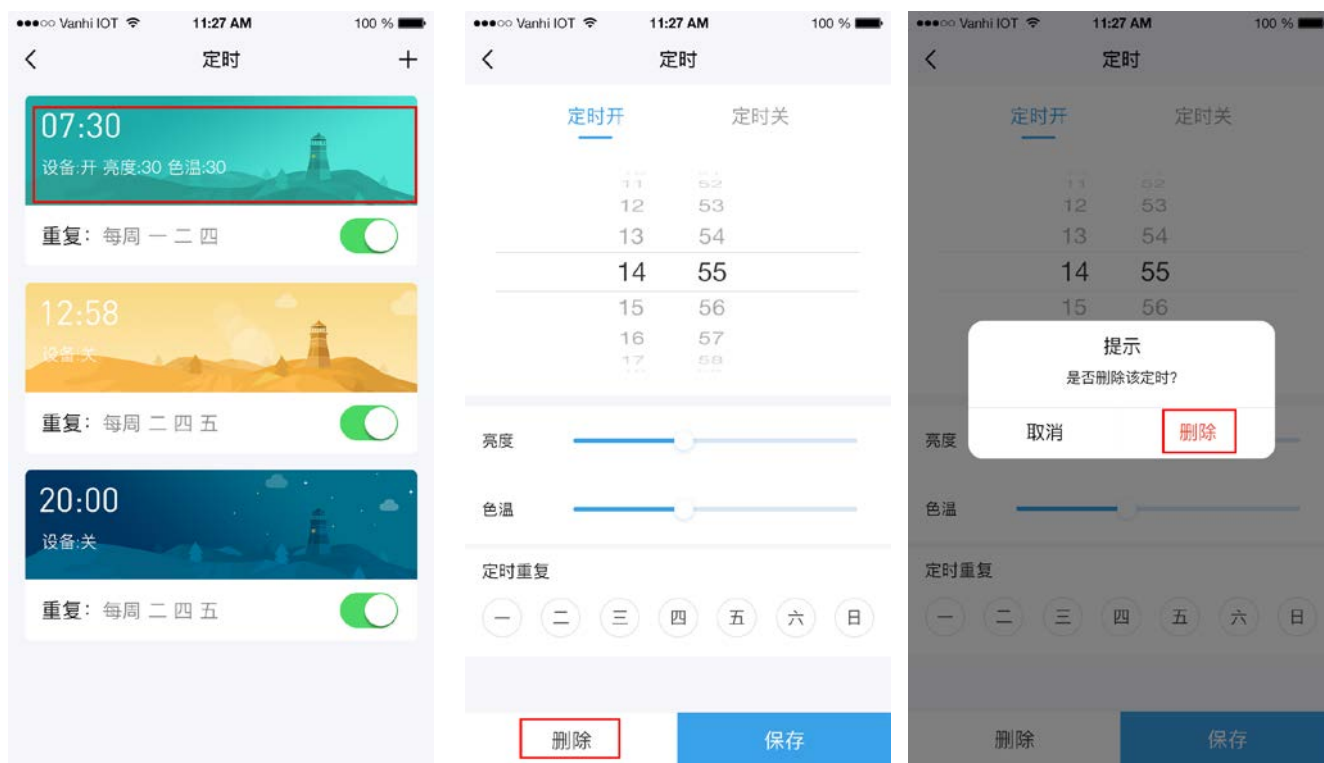 Vanhi IOT 11:27 AM 100 %
定时
07:30
设备:开 亮度:30 色温:30
重复：每周 一 二 四
12:58
设备:关
重复：每周 二 四 五
20:00
设备:关
重复：每周 二 四 五
Vanhi IOT 11:27 AM 100 %
定时
定时开 定时关
11 52
12 53
13 54
14 55
15 56
16 57
17 58
亮度
色温
定时重复
一 二 三 四 五 六 日
删除 保存
Vanhi IOT 11:27 AM 100 %
定时
定时开 定时关
11 52
12 53
13 54
14 55
15 56
提示
是否删除该定时?
取消 删除
亮度
色温
定时重复
一 二 三 四 五 六 日
删除 保存